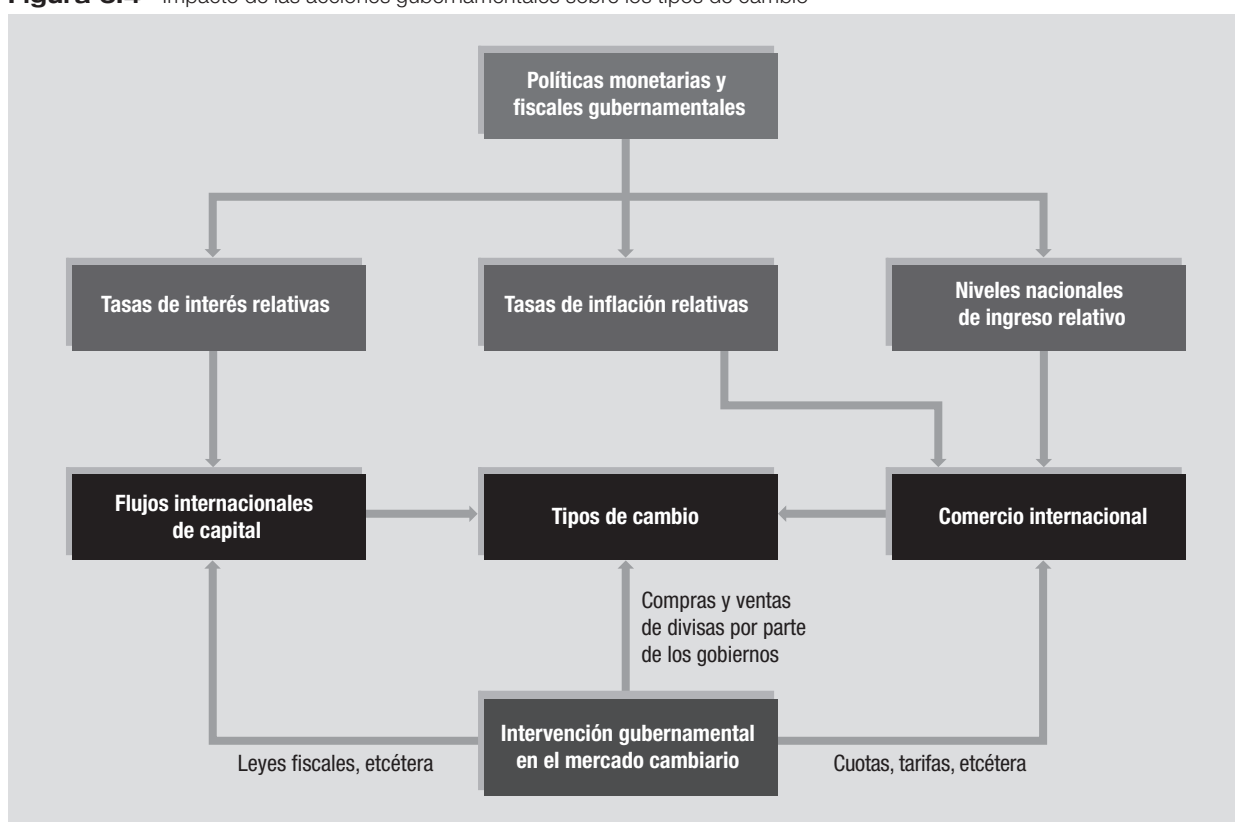 Figura 6.4 Impacto de las acciones gubernamentales sobre los tipos de cambio
Políticas monetarias y
fiscales gubernamentales
Tasas de interés relativas
Tasas de inflación relativas
Niveles nacionales
de ingreso relativo
Flujos internacionales
de capital
Tipos de cambio
Comercio internacional
Compras y ventas
de divisas por parte
de los gobiernos
Intervención gubernamental
en el mercado cambiario
Leyes fiscales, etcétera
Cuotas, tarifas, etcétera